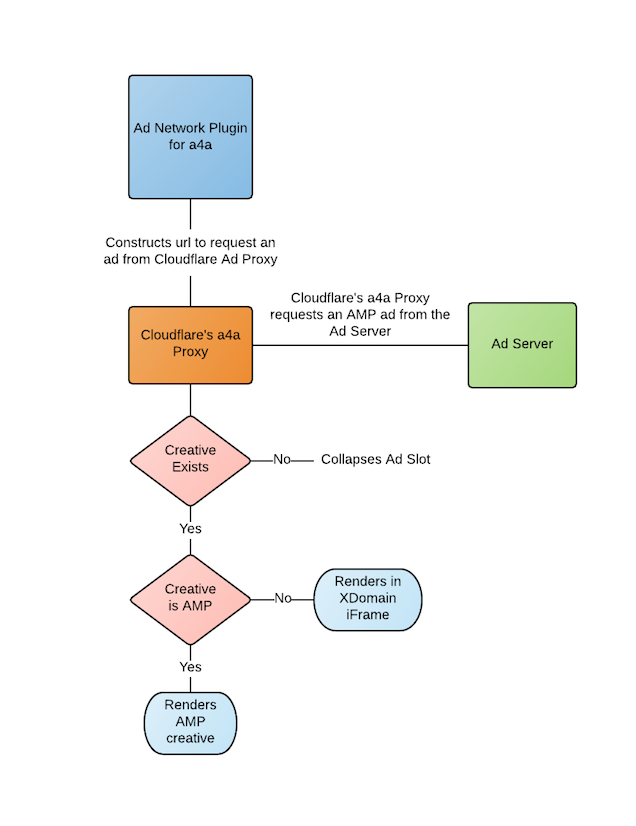 Ad Network Plugin
for a4a
Constructs url to request an
ad from Cloudflare Ad Proxy
Cloudflare's a4a Proxy
requests an AMP ad from the
Ad Server
Cloudflare's a4a
Proxy
Ad Server
Creative
Exists
No
Collapses Ad Slot
Yes
Creative
is AMP
No
Renders in
XDomain
iFrame
Yes
Renders
AMP
creative